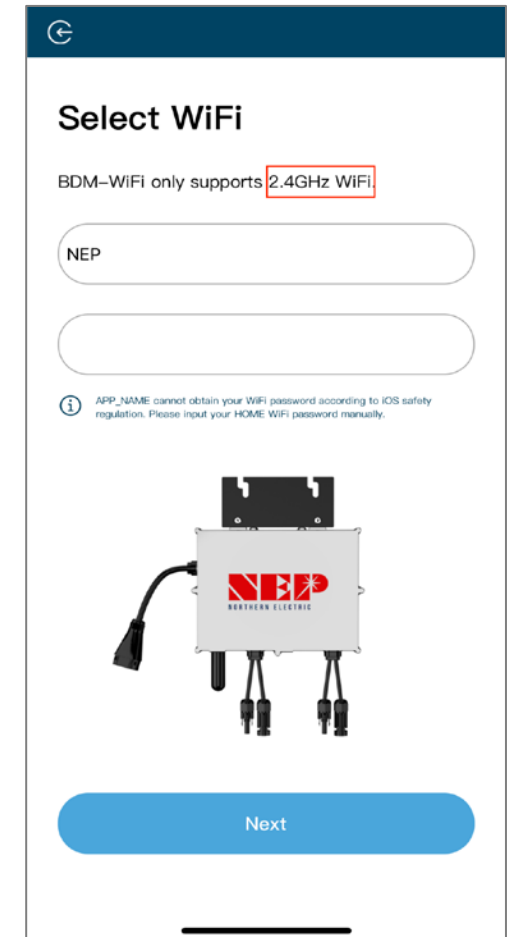 Select WiFi
BDM-WiFi only supports 2.4GHz WiFi.
NEP
APP_NAME cannot obtain your WiFi password according to iOS safety
regulation. Please input your HOME WiFi password manually.
NEP
NORTHERN ELECTRIC
Next